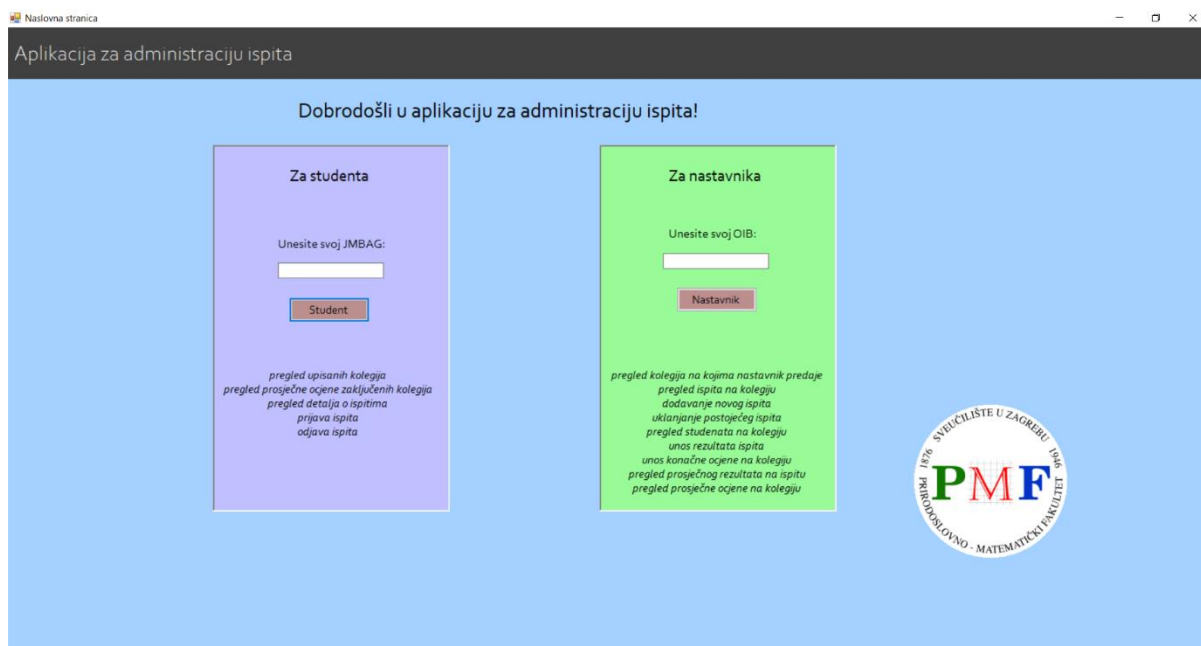 Naslovna stranica
Aplikacija za administraciju ispita
Dobrodošli u aplikaciju za administraciju ispita!
Za studenta
Unesite svoj JMBAG:
Student
pregled upisanih kolegija
pregled prosječne ocjene zaključenih kolegija
pregled detalja o ispitima
prijava ispita
odjava ispita
Za nastavnika
Unesite svoj OIB:
Nastavnik
pregled kolegija na kojima nastavnik predaje
pregled ispita na kolegiju
dodavanje novog ispita
uklanjanje postojećeg ispita
pregled studenata na kolegiju
unos rezultata ispita
unos konačne ocjene na kolegiju
pregled prosječnog rezultata na ispitu
pregled prosječne ocjene na kolegiju
SVEUČILIŠTE U ZAGREBU
1876 1946
PMF
PRIRODOSLOVNO - MATEMATIČKI FAKULTET